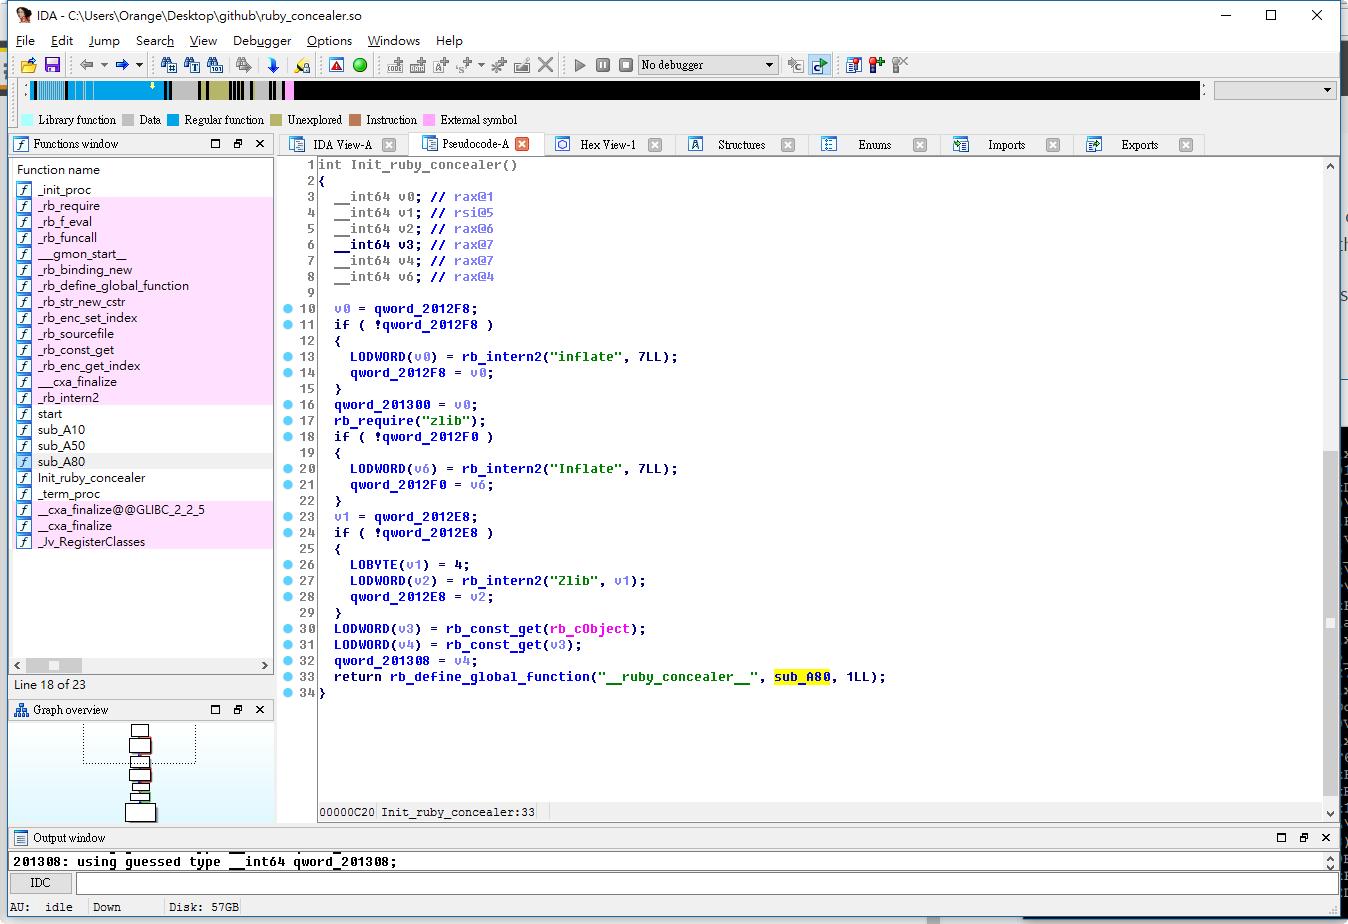 IDA - C:\Users\Orange\Desktop\github\ruby_concealer.so
File Edit Jump Search View Debugger Options Windows Help
No debugger
Library function Data Regular function Unexplored Instruction External symbol
Functions window
Function name
_init_proc
_rb_require
_rb_f_eval
_rb_funcall
___gmon_start__
_rb_binding_new
_rb_define_global_function
_rb_str_new_cstr
_rb_enc_set_index
_rb_sourcefile
_rb_const_get
_rb_enc_get_index
___cxa_finalize
_rb_intern2
start
sub_A10
sub_A50
sub_A80
Init_ruby_concealer
_term_proc
__cxa_finalize@@GLIBC_2_2_5
__cxa_finalize
_Jv_RegisterClasses
Line 18 of 23
Graph overview
IDA View-A Pseudocode-A Hex View-1 Structures Enums Imports Exports
1 int Init_ruby_concealer()
2 {
3 __int64 v0; // rax@1
4 __int64 v1; // rsi@5
5 __int64 v2; // rax@6
6 __int64 v3; // rax@7
7 __int64 v4; // rax@7
8 __int64 v6; // rax@4
9
10 v0 = qword_2012F8;
11 if ( !qword_2012F8 )
12 {
13 LODWORD(v0) = rb_intern2("inflate", 7LL);
14 qword_2012F8 = v0;
15 }
16 qword_201300 = v0;
17 rb_require("zlib");
18 if ( !qword_2012F0 )
19 {
20 LODWORD(v6) = rb_intern2("Inflate", 7LL);
21 qword_2012F0 = v6;
22 }
23 v1 = qword_2012E8;
24 if ( !qword_2012E8 )
25 {
26 LOBYTE(v1) = 4;
27 LODWORD(v2) = rb_intern2("Zlib", v1);
28 qword_2012E8 = v2;
29 }
30 LODWORD(v3) = rb_const_get(rb_cObject);
31 LODWORD(v4) = rb_const_get(v3);
32 qword_201308 = v4;
33 return rb_define_global_function("__ruby_concealer__", sub_A80, 1LL);
34 }
00000C20 Init_ruby_concealer:33
Output window
201308: using guessed type __int64 qword_201308;
IDC
AU: idle Down Disk: 57GB